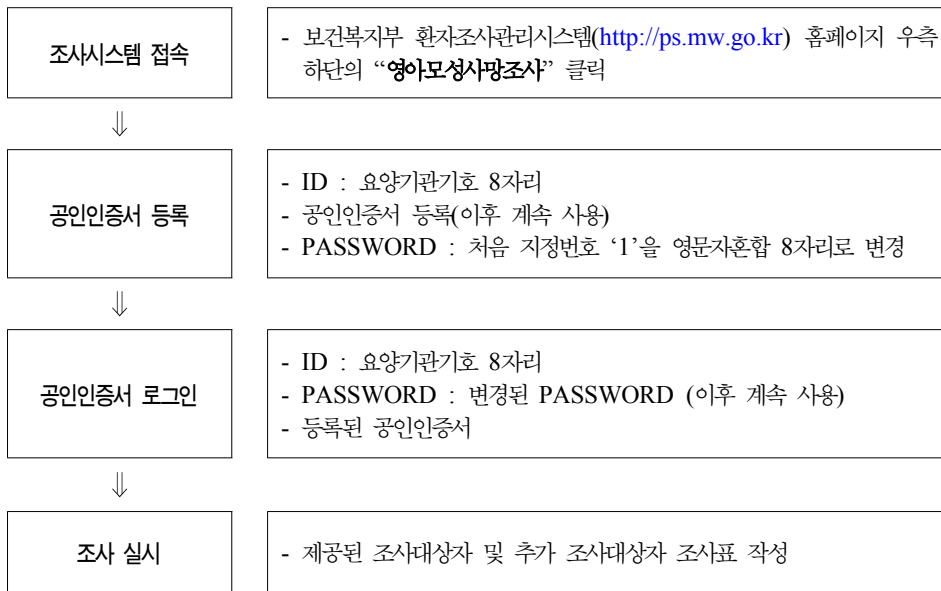 조사시스템 접속
- 보건복지부 환자조사관리시스템(http://ps.mw.go.kr) 홈페이지 우측
하단의 “영아모성사망조사” 클릭
⇓
공인인증서 등록
- ID : 요양기관기호 8자리
- 공인인증서 등록(이후 계속 사용)
- PASSWORD : 처음 지정번호 ‘1’을 영문자혼합 8자리로 변경
⇓
공인인증서 로그인
- ID : 요양기관기호 8자리
- PASSWORD : 변경된 PASSWORD (이후 계속 사용)
- 등록된 공인인증서
⇓
조사 실시
- 제공된 조사대상자 및 추가 조사대상자 조사표 작성